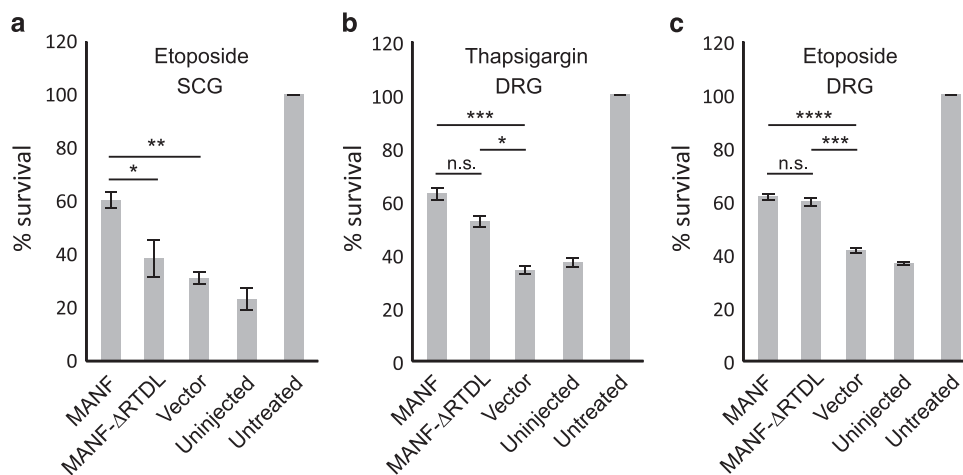 a
Etoposide
SCG
% survival
120
100
80
60
40
20
0
**
*
MANF
MANF-ΔRTDL
Vector
Uninjected
Untreated
b
Thapsigargin
DRG
% survival
120
100
80
60
40
20
0
***
*
n.s.
MANF
MANF-ΔRTDL
Vector
Uninjected
Untreated
c
Etoposide
DRG
% survival
120
100
80
60
40
20
0
****
***
n.s.
MANF
MANF-ΔRTDL
Vector
Uninjected
Untreated